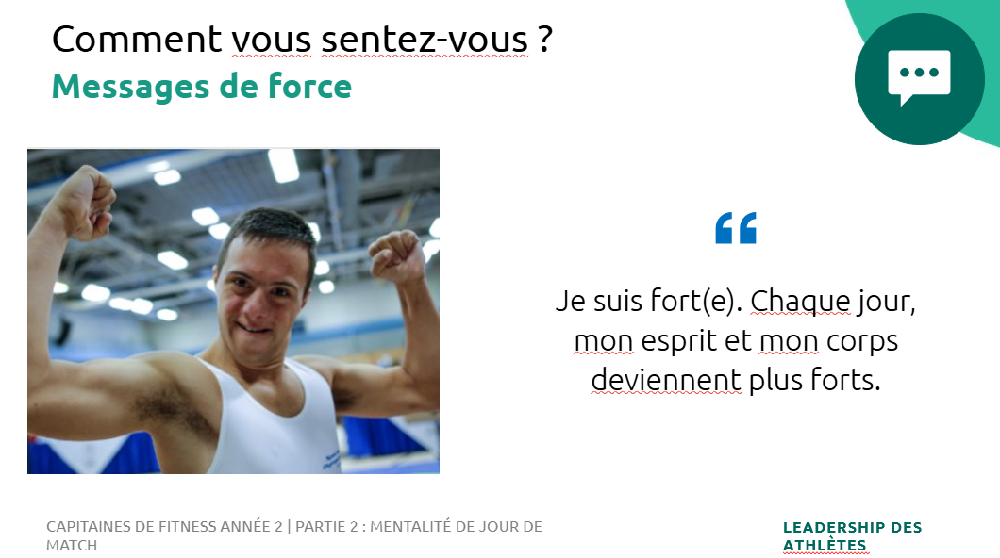 Comment vous sentez-vous ?
Messages de force
“
Je suis fort(e). Chaque jour,
mon esprit et mon corps
deviennent plus forts.
CAPITAINES DE FITNESS ANNÉE 2 | PARTIE 2 : MENTALITÉ DE JOUR DE
MATCH
LEADERSHIP DES
ATHLÈTES